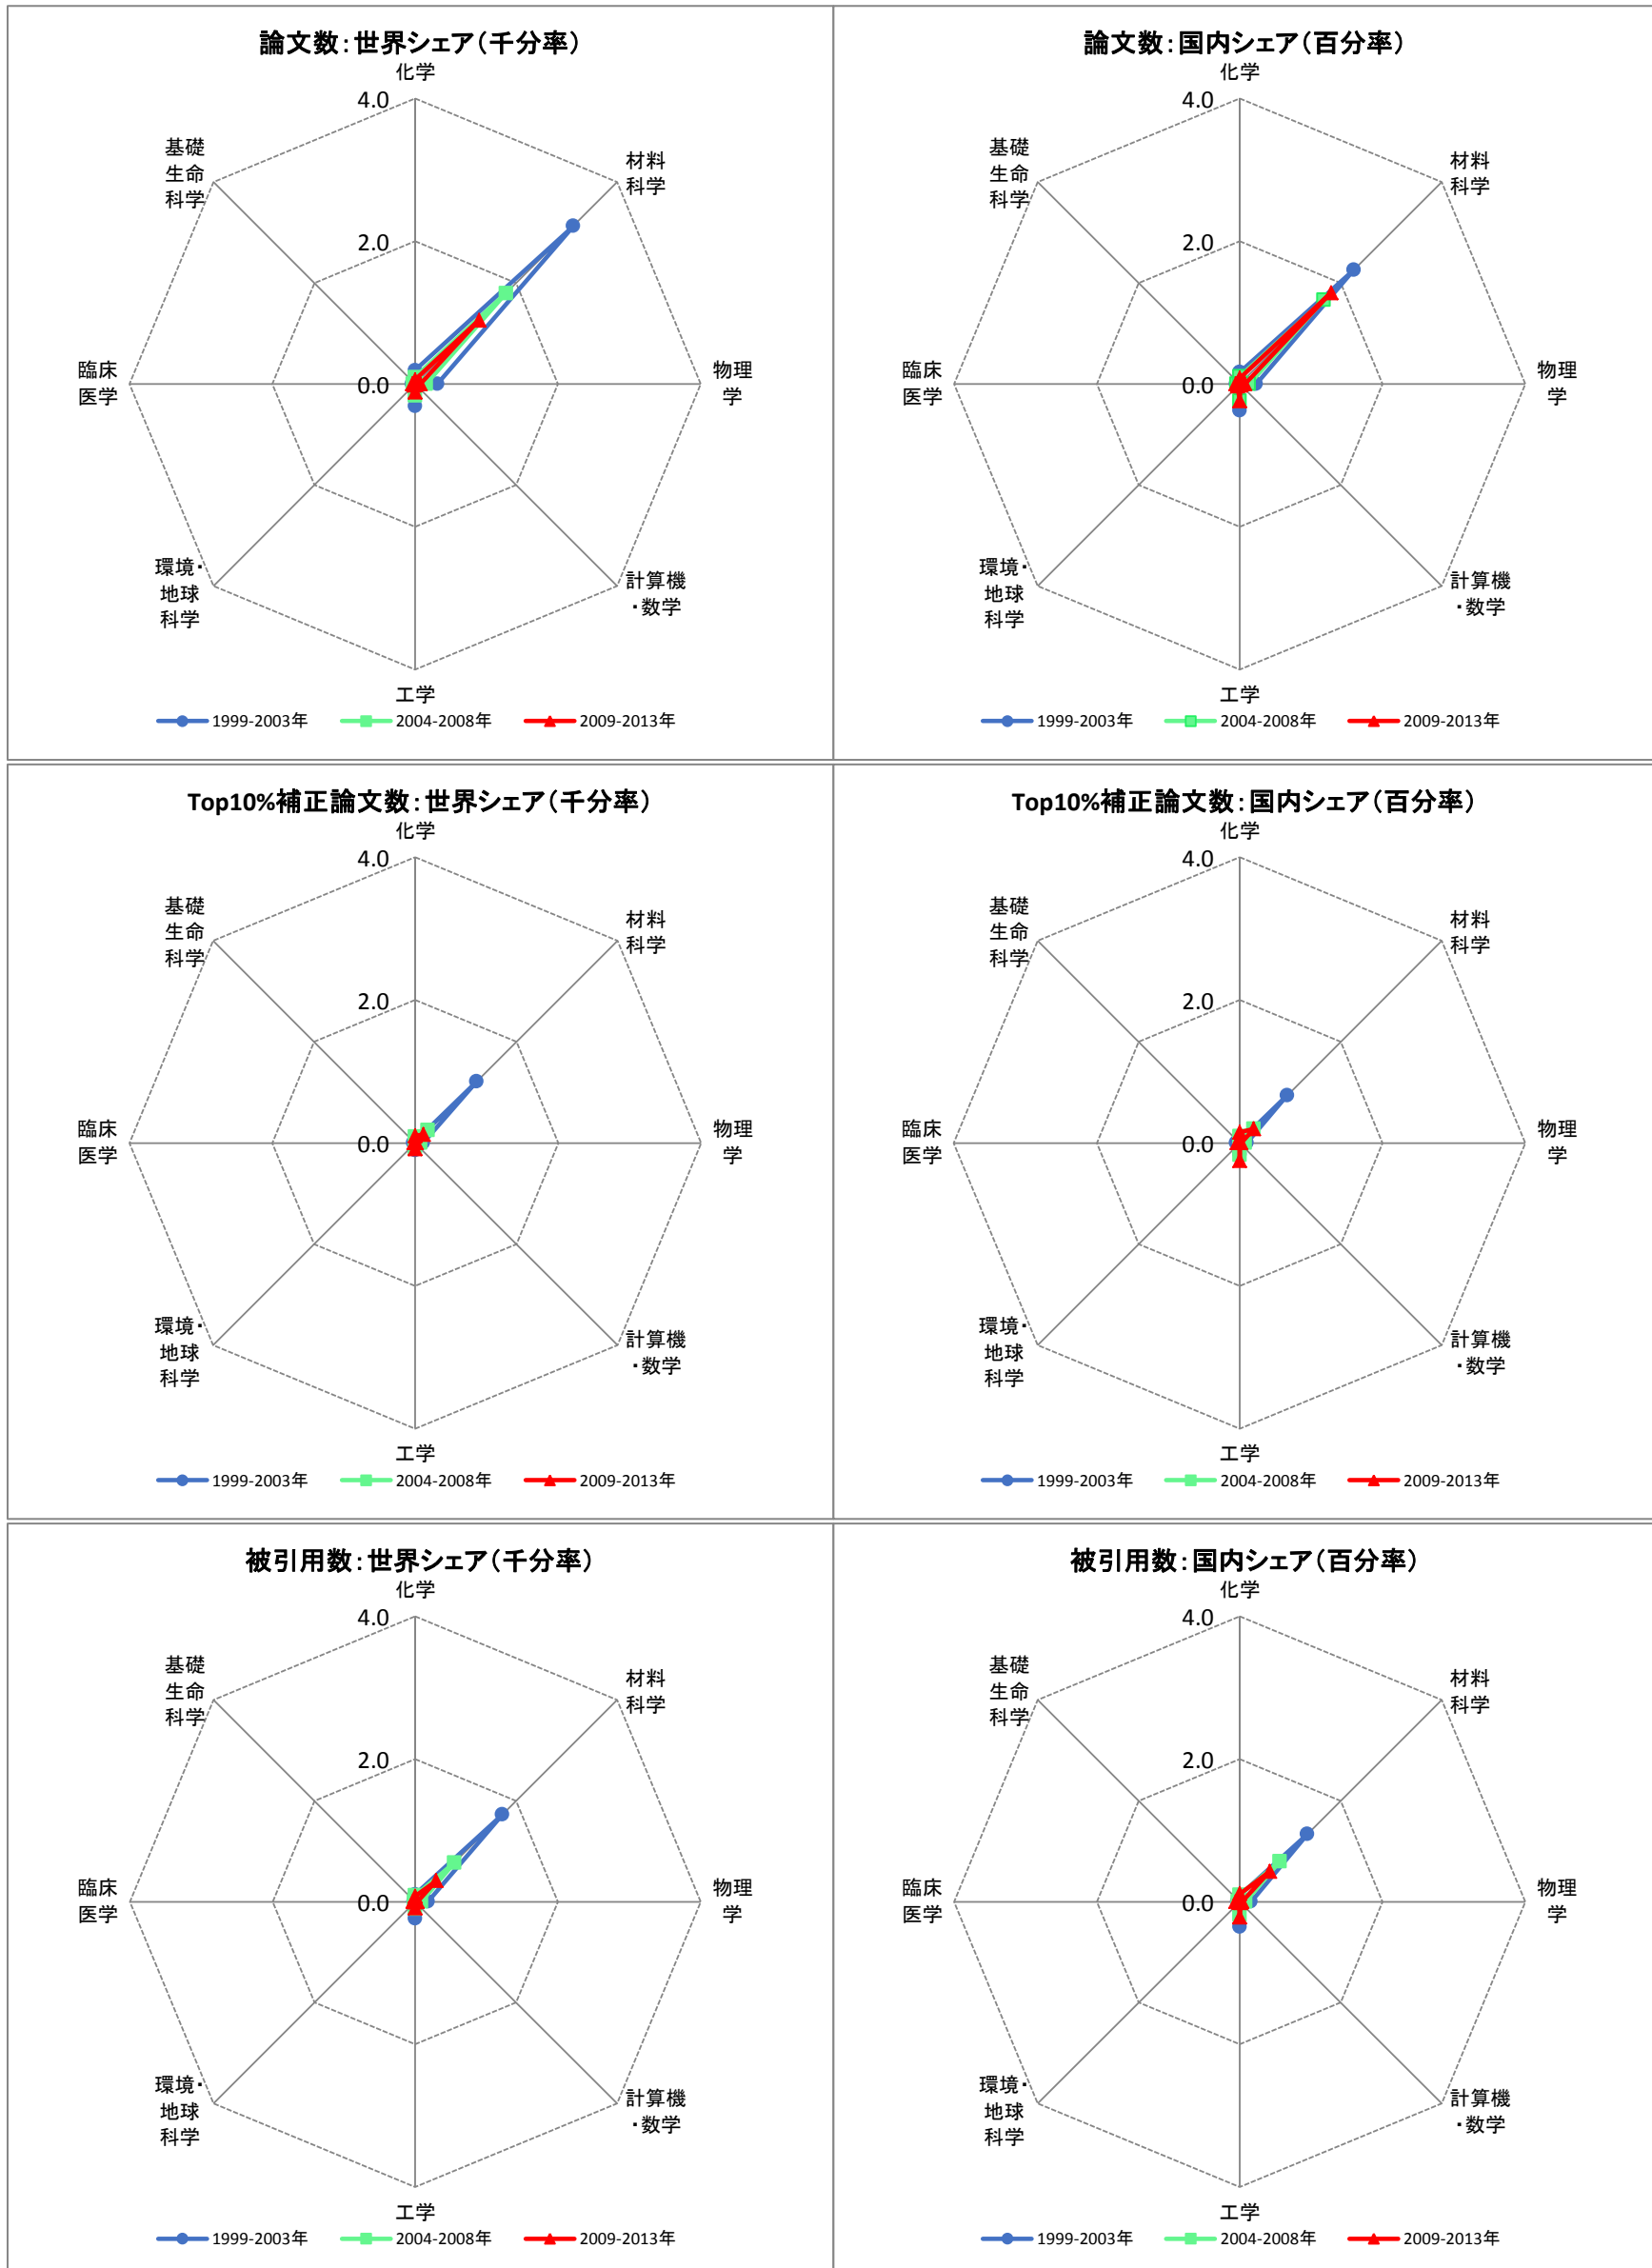 論文数：世界シェア（千分率）
化学
4.0
基礎
生命
科学
材料
科学
2.0
臨床
医学
0.0
物理
学
環境・
地球
科学
計算機
・数学
工学
1999-2003年 2004-2008年 2009-2013年
論文数：国内シェア（百分率）
化学
4.0
基礎
生命
科学
材料
科学
2.0
臨床
医学
0.0
物理
学
環境・
地球
科学
計算機
・数学
工学
1999-2003年 2004-2008年 2009-2013年
Top10%補正論文数：世界シェア（千分率）
化学
4.0
基礎
生命
科学
材料
科学
2.0
臨床
医学
0.0
物理
学
環境・
地球
科学
計算機
・数学
工学
1999-2003年 2004-2008年 2009-2013年
Top10%補正論文数：国内シェア（百分率）
化学
4.0
基礎
生命
科学
材料
科学
2.0
臨床
医学
0.0
物理
学
環境・
地球
科学
計算機
・数学
工学
1999-2003年 2004-2008年 2009-2013年
被引用数：世界シェア（千分率）
化学
4.0
基礎
生命
科学
材料
科学
2.0
臨床
医学
0.0
物理
学
環境・
地球
科学
計算機
・数学
工学
1999-2003年 2004-2008年 2009-2013年
被引用数：国内シェア（百分率）
化学
4.0
基礎
生命
科学
材料
科学
2.0
臨床
医学
0.0
物理
学
環境・
地球
科学
計算機
・数学
工学
1999-2003年 2004-2008年 2009-2013年